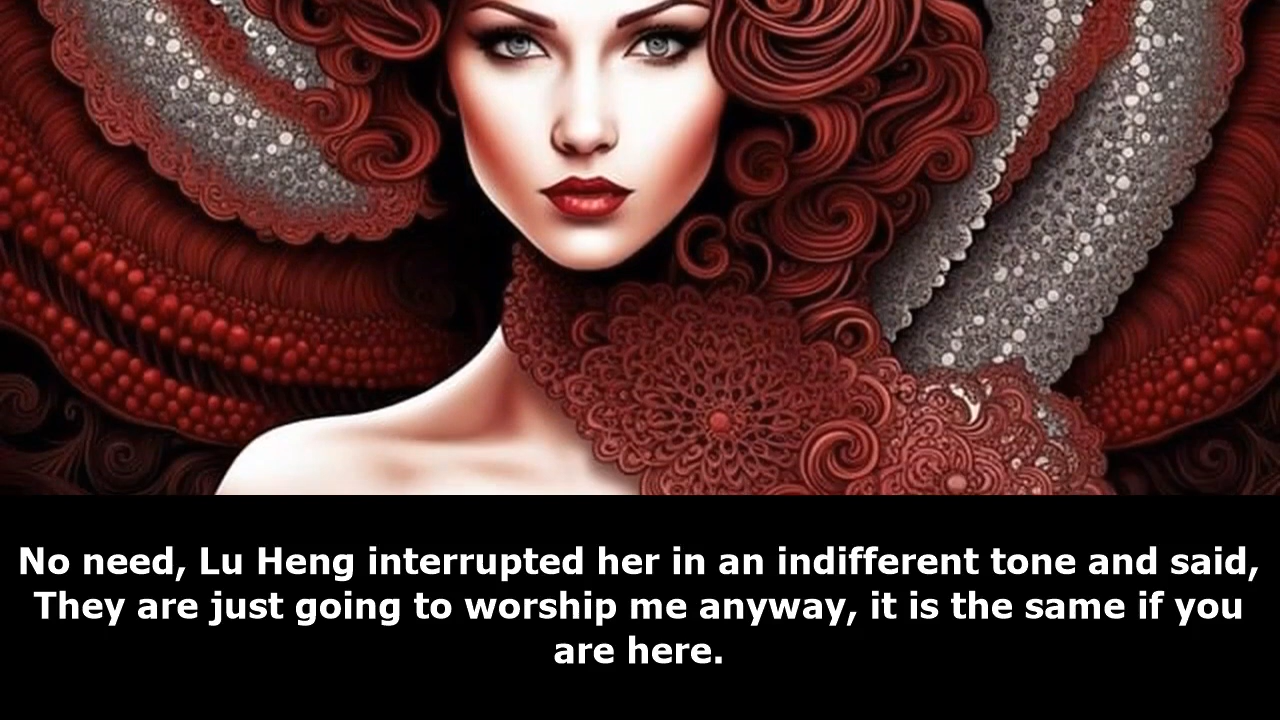 No need, Lu Heng interrupted her in an indifferent tone and said,
They are just going to worship me anyway, it is the same if you
are here.